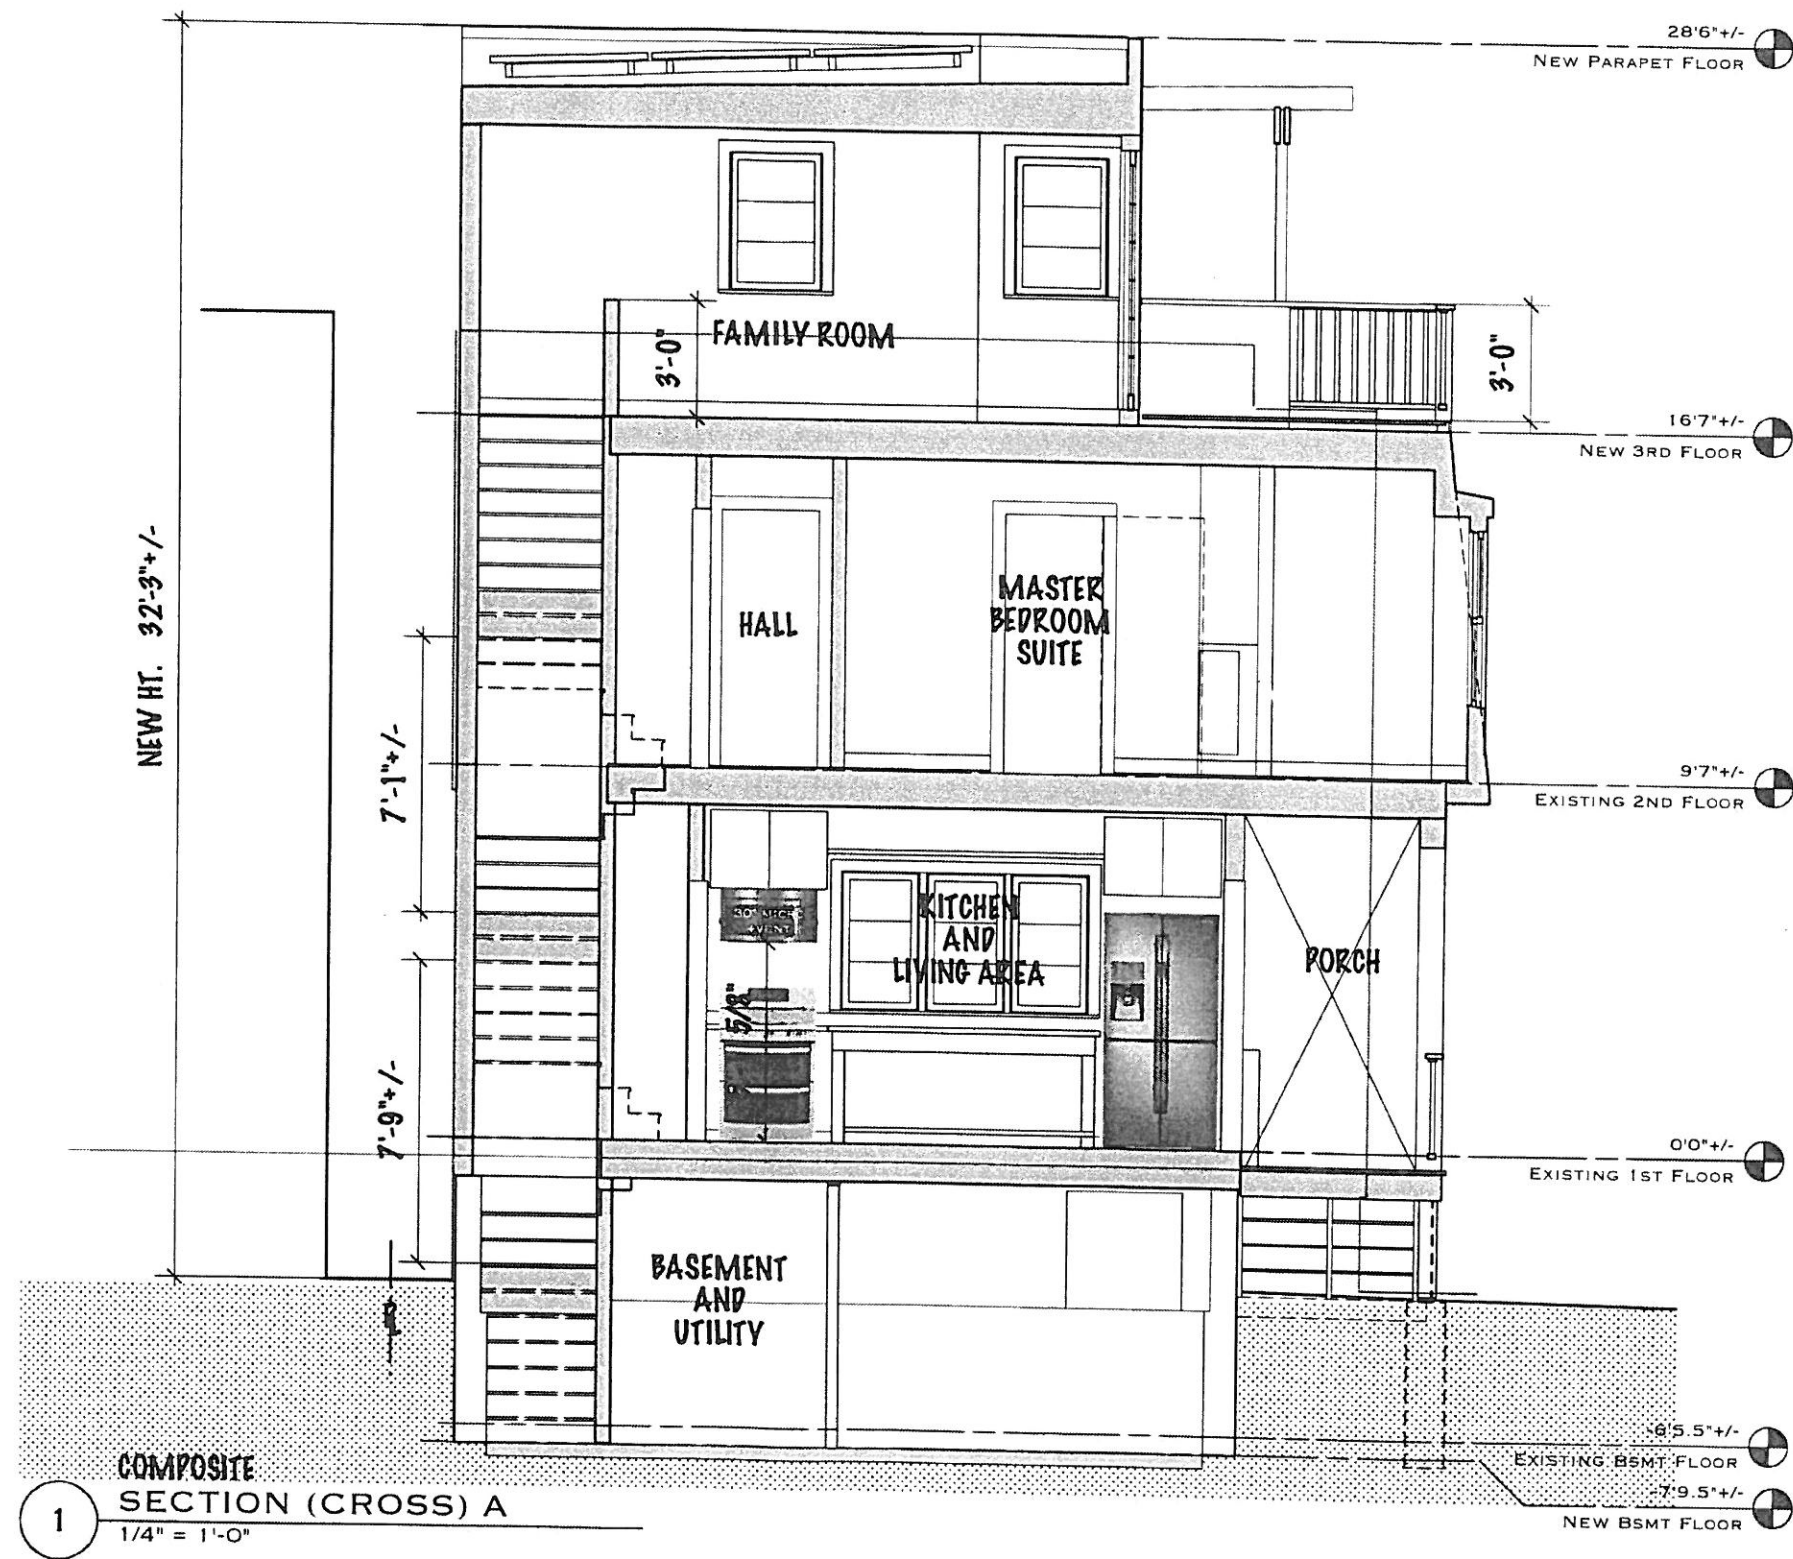 28'6"+/-
NEW PARAPET FLOOR
FAMILY ROOM
3'-0"
3'-0"
16'7"+/-
NEW 3RD FLOOR
NEW HT. 32'-3"+/-
HALL
MASTER
BEDROOM
SUITE
7'-1"+/-
9'7"+/-
EXISTING 2ND FLOOR
KITCHEN
AND
LIVING AREA
PORCH
7'-9"+/-
0'0"+/-
EXISTING 1ST FLOOR
BASEMENT
AND
UTILITY
-6'5.5"+/-
EXISTING BSMT FLOOR
-7'9.5"+/-
NEW BSMT FLOOR
COMPOSITE
1
SECTION (CROSS) A
1/4" = 1'-0"